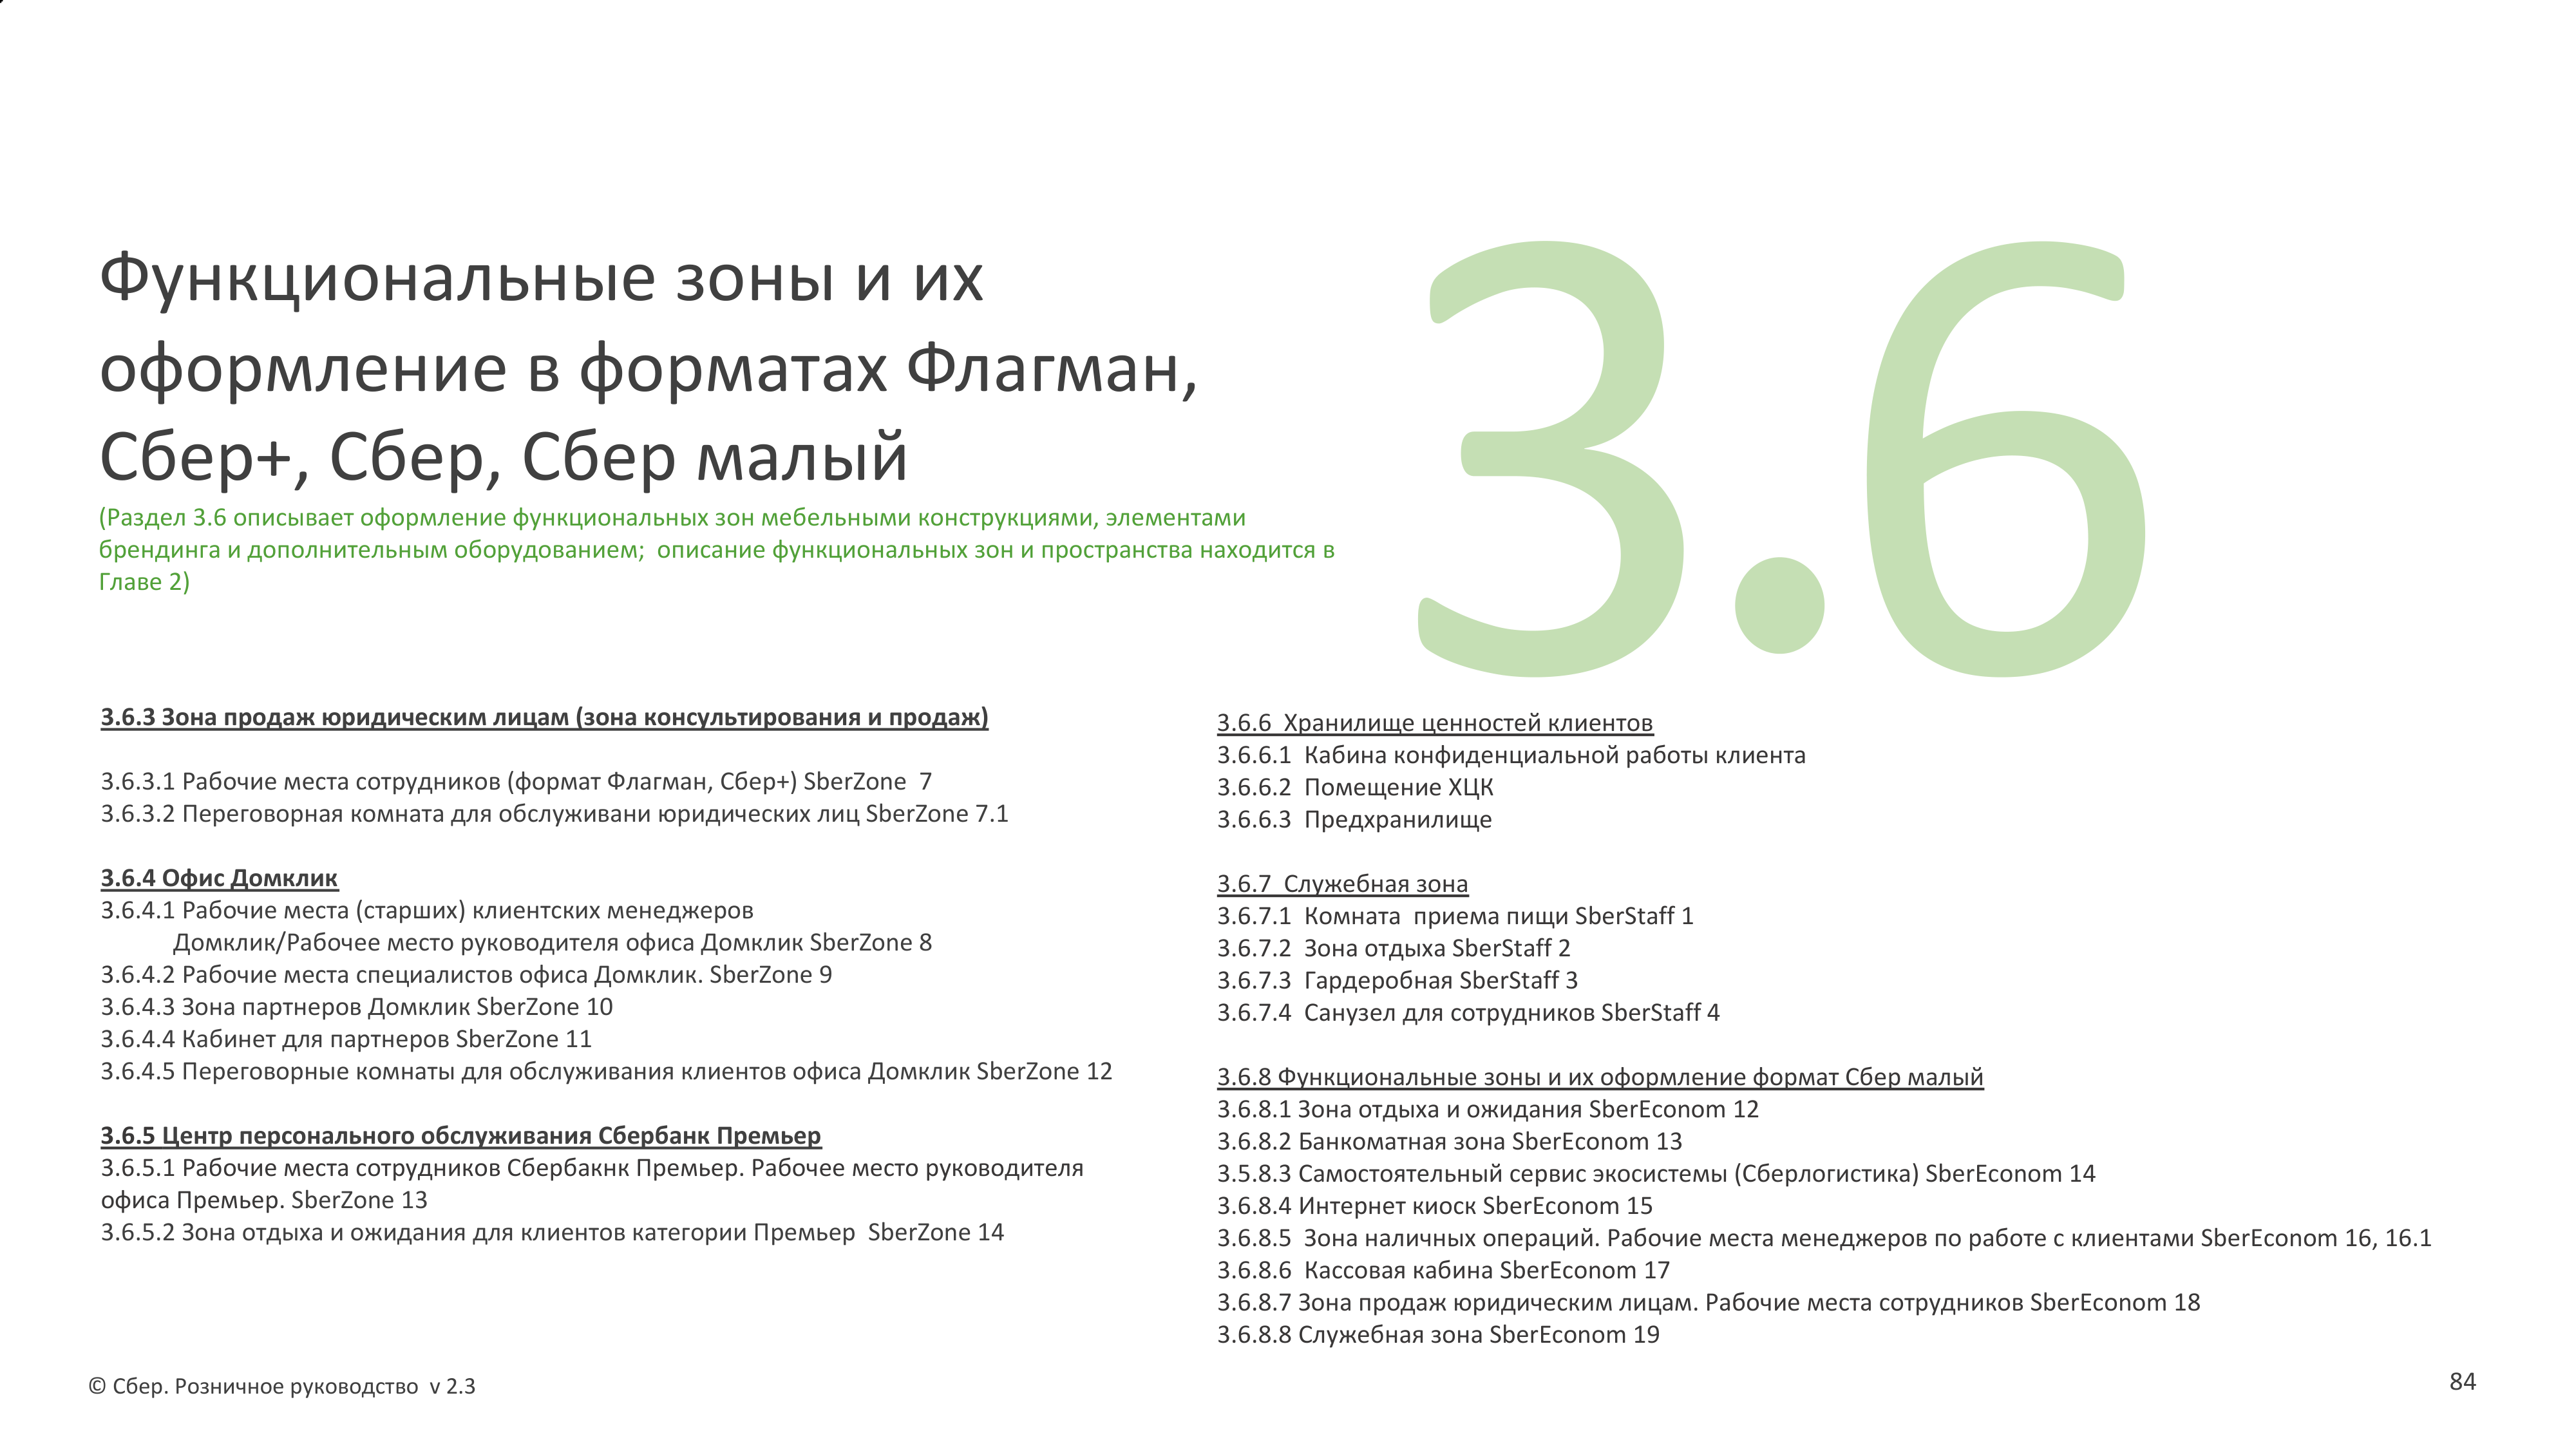 Функциональные зоны и их
оформление в форматах Флагман,
Сбер+, Сбер, Сбер малый
(Раздел 3.6 описывает оформление функциональных зон мебельными конструкциями, элементами
брендинга и дополнительным оборудованием;  описание функциональных зон и пространства находится в
Главе 2)
3.6
3.6.3 Зона продаж юридическим лицам (зона консультирования и продаж)
3.6.3.1 Рабочие места сотрудников (формат Флагман, Сбер+) SberZone  7
3.6.3.2 Переговорная комната для обслуживани юридических лиц SberZone 7.1
3.6.4 Офис Домклик
3.6.4.1 Рабочие места (старших) клиентских менеджеров
Домклик/Рабочее место руководителя офиса Домклик SberZone 8
3.6.4.2 Рабочие места специалистов офиса Домклик. SberZone 9
3.6.4.3 Зона партнеров Домклик SberZone 10
3.6.4.4 Кабинет для партнеров SberZone 11
3.6.4.5 Переговорные комнаты для обслуживания клиентов офиса Домклик SberZone 12
3.6.5 Центр персонального обслуживания Сбербанк Премьер
3.6.5.1 Рабочие места сотрудников Сбербакнк Премьер. Рабочее место руководителя
офиса Премьер. SberZone 13
3.6.5.2 Зона отдыха и ожидания для клиентов категории Премьер  SberZone 14
3.6.6  Хранилище ценностей клиентов
3.6.6.1  Кабина конфиденциальной работы клиента
3.6.6.2  Помещение ХЦК
3.6.6.3  Предхранилище
3.6.7  Служебная зона
3.6.7.1  Комната  приема пищи SberStaff 1
3.6.7.2  Зона отдыха SberStaff 2
3.6.7.3  Гардеробная SberStaff 3
3.6.7.4  Санузел для сотрудников SberStaff 4
3.6.8 Функциональные зоны и их оформление формат Сбер малый
3.6.8.1 Зона отдыха и ожидания SberEconom 12
3.6.8.2 Банкоматная зона SberEconom 13
3.5.8.3 Самостоятельный сервис экосистемы (Сберлогистика) SberEconom 14
3.6.8.4 Интернет киоск SberEconom 15
3.6.8.5  Зона наличных операций. Рабочие места менеджеров по работе с клиентами SberEconom 16, 16.1
3.6.8.6  Кассовая кабина SberEconom 17
3.6.8.7 Зона продаж юридическим лицам. Рабочие места сотрудников SberEconom 18
3.6.8.8 Служебная зона SberEconom 19
© Сбер. Розничное руководство  v 2.3
84